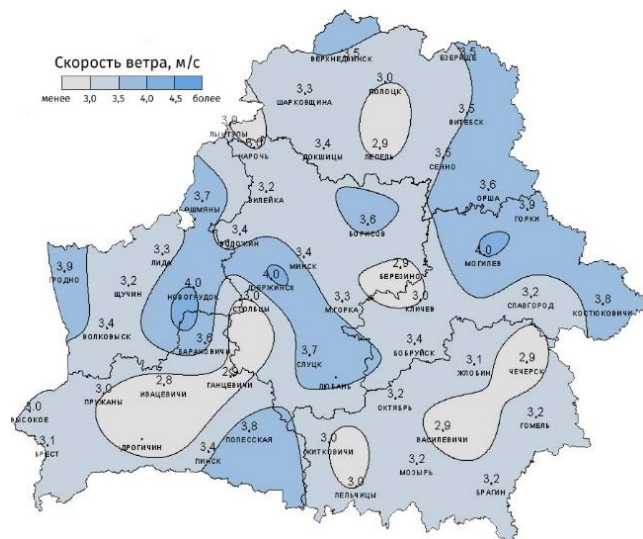 Скорость ветра, м/с
менее 3,0 3,5 4,0 4,5 более
3,5
ВЕРХНЕДВИНСК
3,5
ЕЗЕРИЩЕ
3,3
ШАРКОВЩИНА
3,0
ПОЛОЦК
3,5
ВИТЕБСК
3,9
ЛЫНТУПЫ
3,0
НАРОЧЬ
3,4
ДОКШИЦЫ
2,9
ЛЕПЕЛЬ
3,5
СЕННО
3,6
ОРША
3,7
ОШМЯНЫ
3,2
ВИЛЕЙКА
3,6
БОРИСОВ
3,9
ГОРКИ
3,4
ВОЛОЖИН
3,4
МИНСК
4,0
МОГИЛЕВ
3,9
ГРОДНО
3,3
ЛИДА
3,2
ЩУЧИН
4,0
НОВОГРУДОК
4,0
ДЗЕРЖИНСК
2,9
БЕРЕЗИНО
3,0
СТОЛБЦЫ
3,3
М.ГОРКА
3,0
КЛИЧЕВ
3,2
СЛАВГОРОД
3,8
КОСТЮКОВИЧИ
3,4
ВОЛКОВЫСК
3,6
БАРАНОВИЧИ
3,7
СЛУЦК
3,4
БОБРУЙСК
3,1
ЖЛОБИН
2,9
ЧЕЧЕРСК
3,0
ПРУЖАНЫ
2,8
ИВАЦЕВИЧИ
2,9
ГАНЦЕВИЧИ
ЛЮБАНЬ
3,2
ОКТЯБРЬ
4,0
ВЫСОКОЕ
3,1
БРЕСТ
ДРОГИЧИН
3,4
ПИНСК
3,8
ПОЛЕССКАЯ
3,0
ЖИТКОВИЧИ
2,9
ВАСИЛЕВИЧИ
3,2
ГОМЕЛЬ
3,2
МОЗЫРЬ
3,0
ЛЕЛЬЧИЦЫ
3,2
БРАГИН